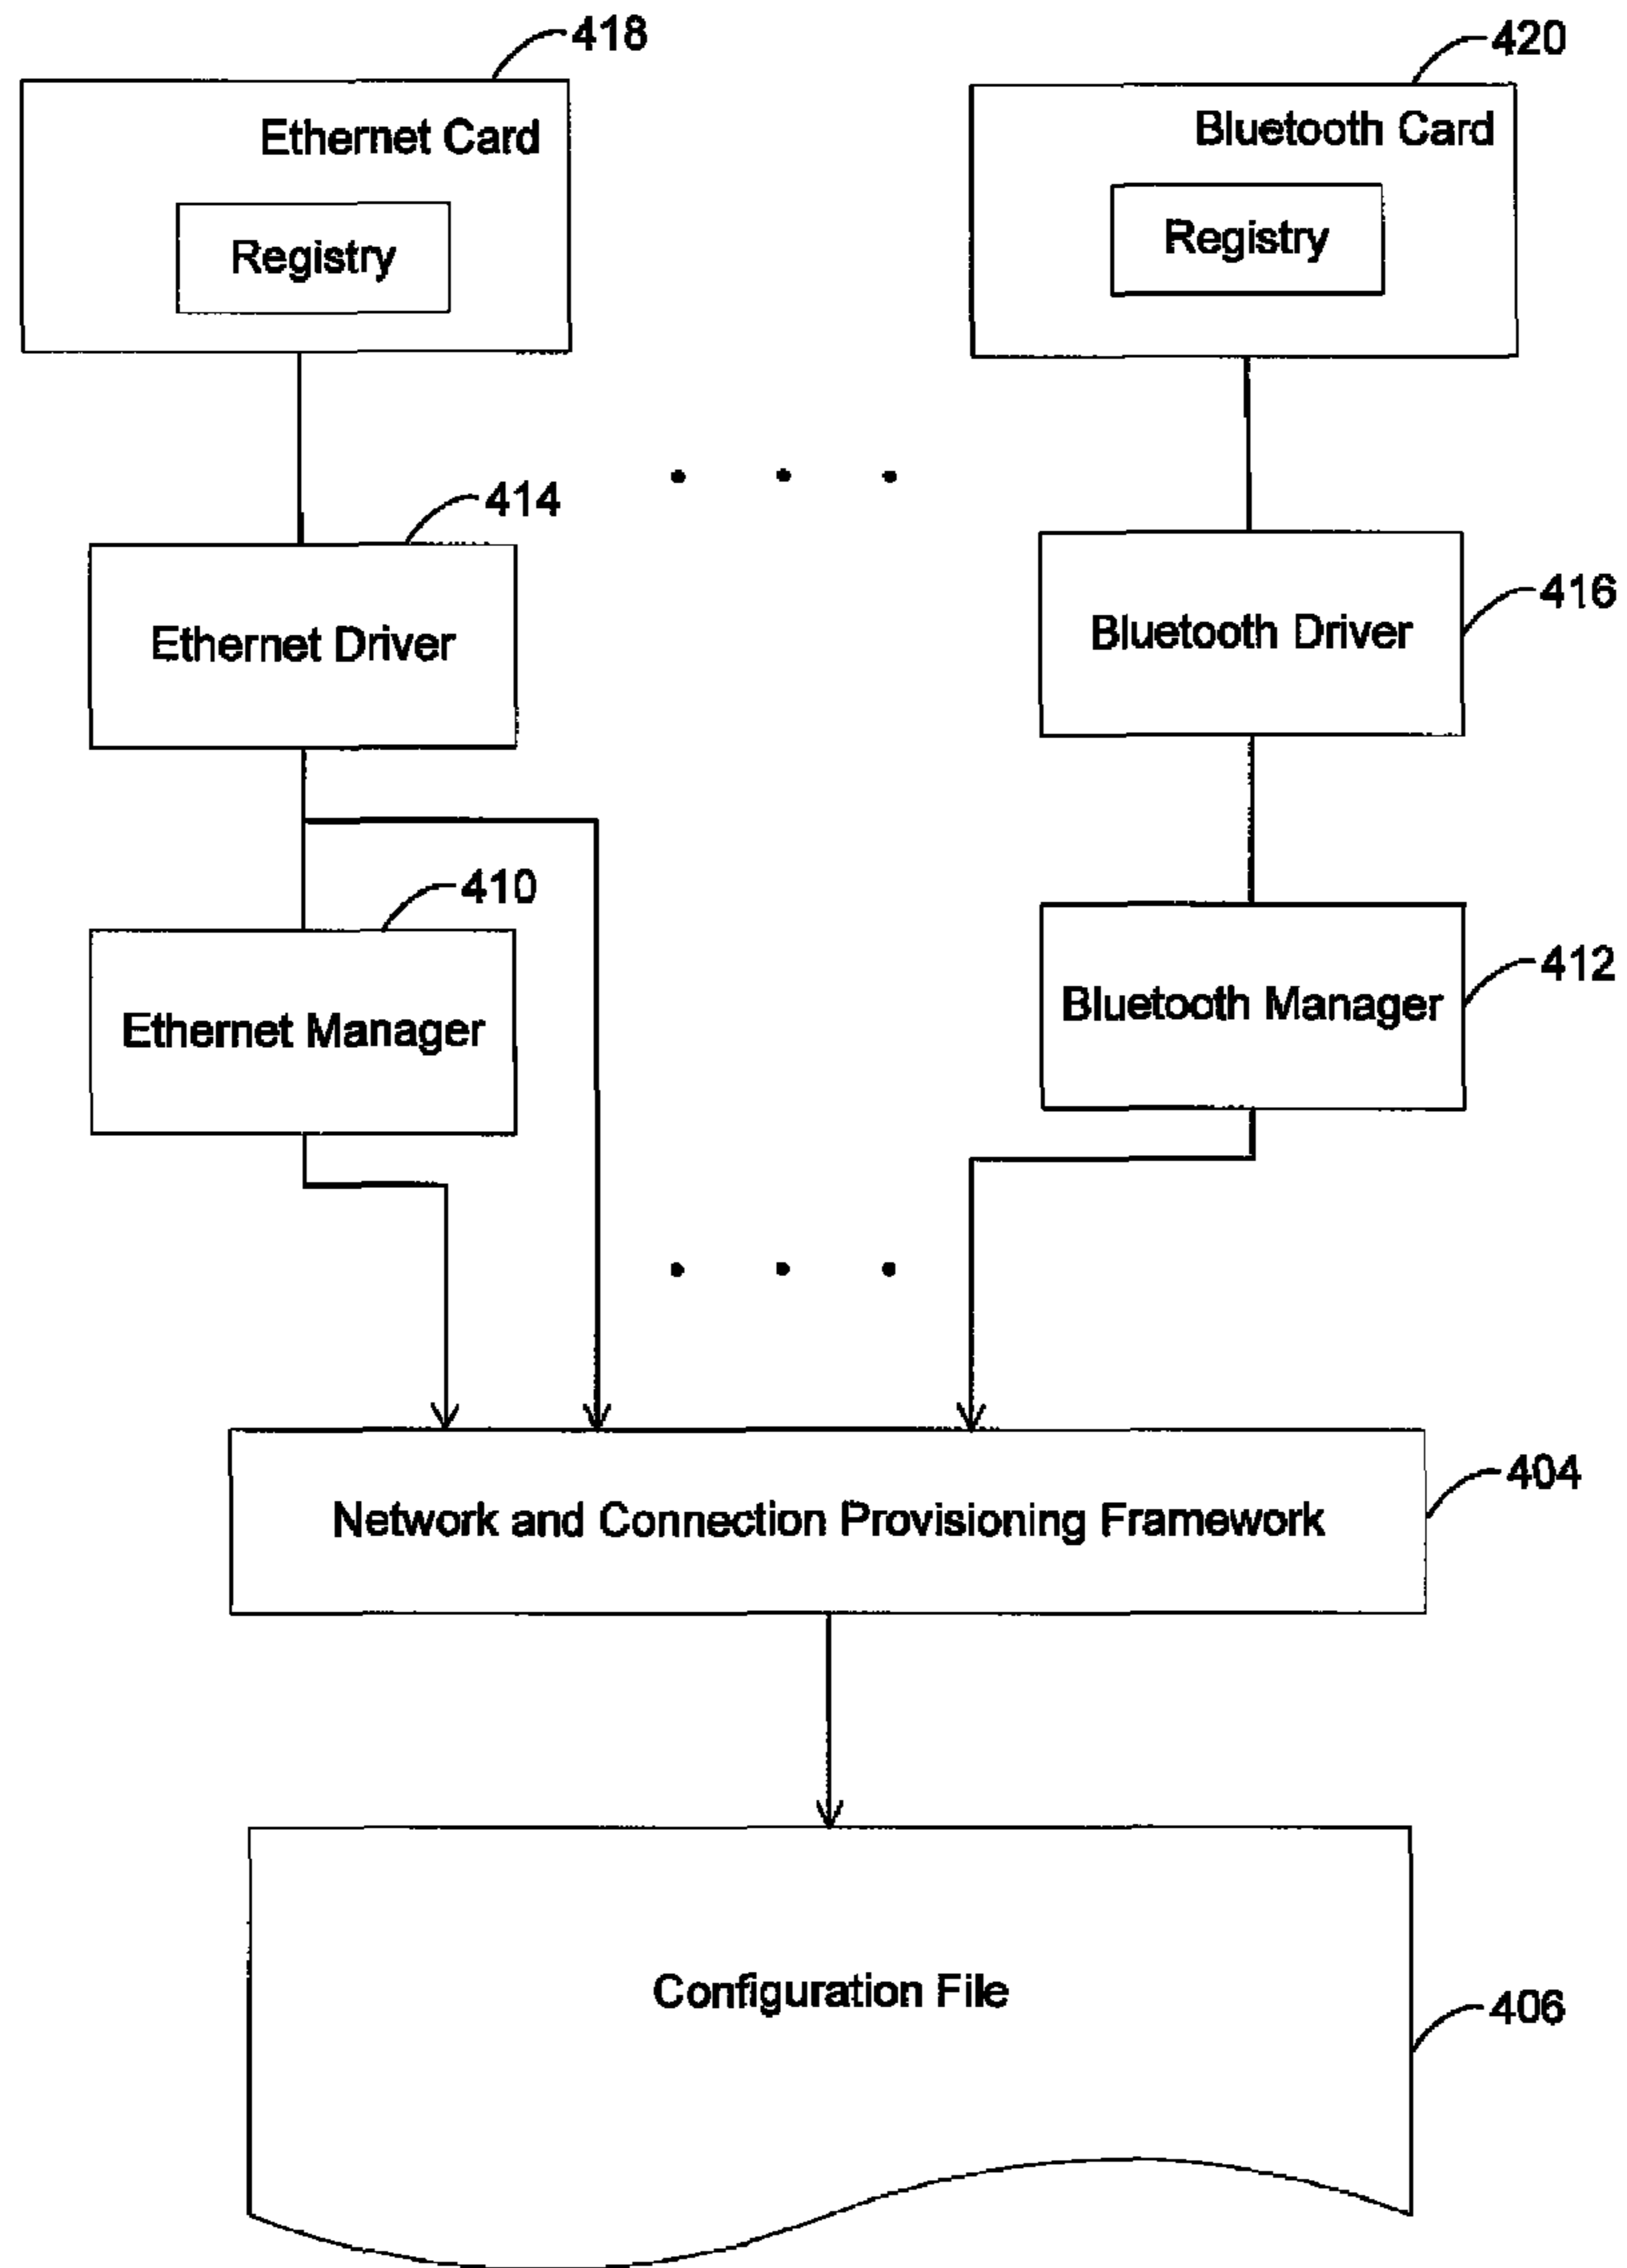 418
420
Ethernet Card
Bluetooth Card
Registry
Registry
414
416
Ethernet Driver
Bluetooth Driver
410
412
Ethernet Manager
Bluetooth Manager
404
Network and Connection Provisioning Framework
Configuration File
406